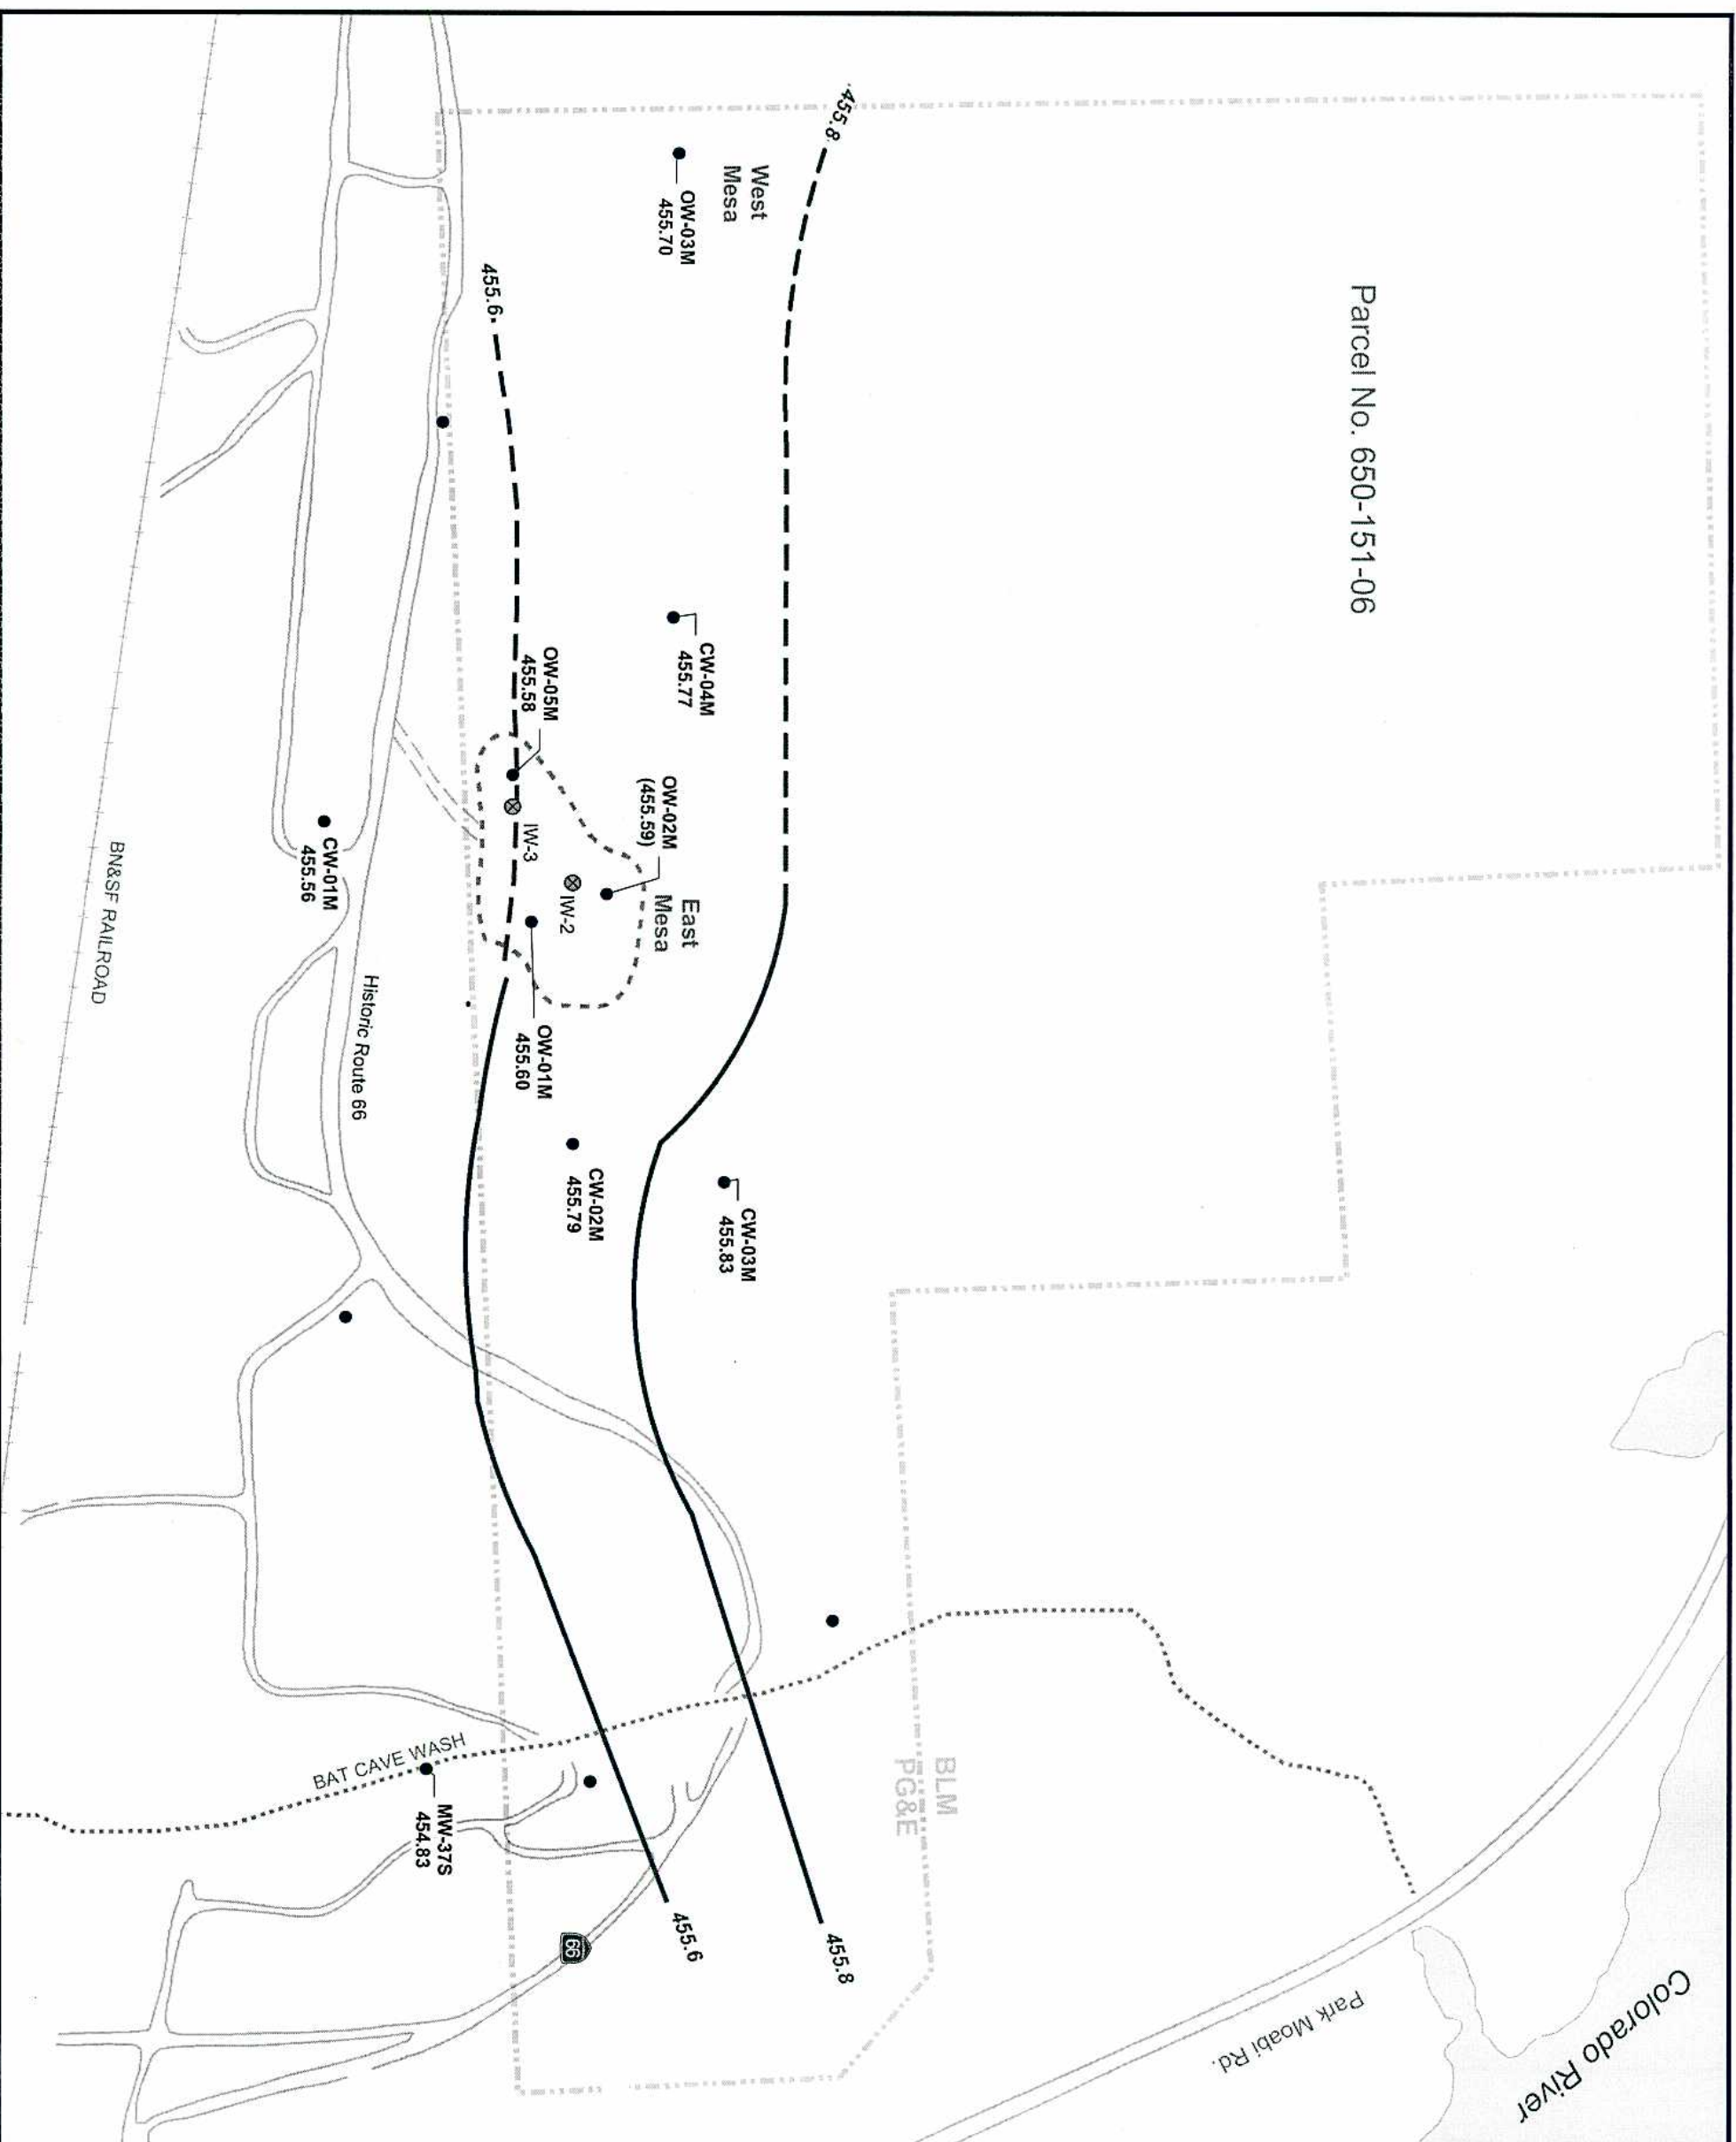 Parcel No. 650-151-06
455.8
West
Mesa
OW-03M
455.70
455.6
CW-04M
455.77
OW-05M
455.58
OW-02M
(455.59)
IW-3
IW-2
East
Mesa
CW-01M
455.56
OW-01M
455.60
CW-02M
455.79
CW-03M
455.83
BN&SF RAILROAD
Historic Route 66
BAT CAVE WASH
MW-37S
454.83
BLM
PG&E
66
455.6
455.8
Park Moabi Rd.
Colorado River